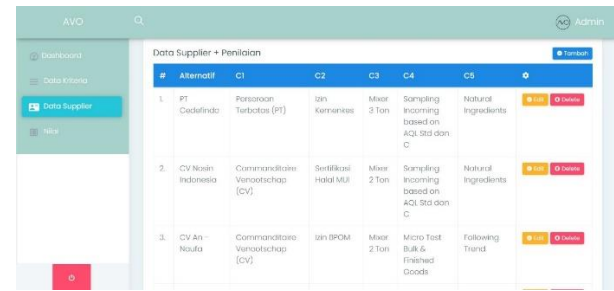 AVO
Admin
Dashboard
Data Kriteria
Data Supplier
Nilai
Data Supplier + Penilaian
Tambah
# Alternatif C1 C2 C3 C4 C5
1. PT Cedefindo Perseroan Terbatas (PT) Izin Kemenkes Mixer 3 Ton Sampling Incoming based on AQL Std dan C Natural Ingredients Edit Delete
2. CV Nosin Indonesia Commanditaire Vennootschap (CV) Sertifikasi Halal MUI Mixer 2 Ton Sampling Incoming based on AQL Std dan C Natural Ingredients Edit Delete
3. CV An - Naufa Commanditaire Vennootschap (CV) Izin BPOM Mixer 2 Ton Micro Test Bulk & Finished Goods Following Trend Edit Delete